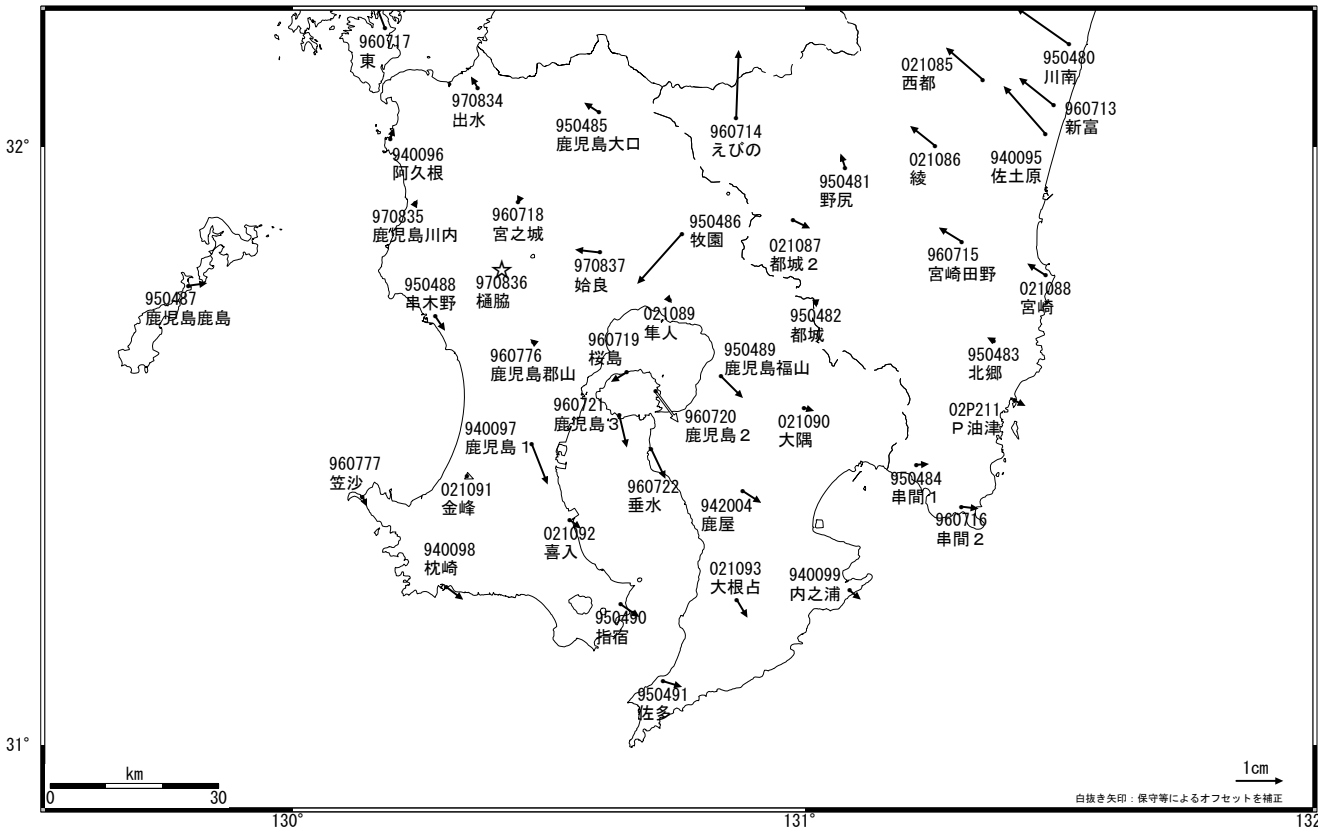 960717
東
970834
出水
950485
鹿児島大口
960714
えびの
021085
西都
950480
川南
960713
新富
32°
940096
阿久根
950481
野尻
021086
綾
940095
佐土原
970835
鹿児島川内
960718
宮之城
950486
牧園
021087
都城２
960715
宮崎田野
970837
姶良
970836
樋脇
950488
串木野
950487
鹿児島鹿島
021088
宮崎
021089
隼人
950482
都城
960719
桜島
960776
鹿児島郡山
950489
鹿児島福山
950483
北郷
960721
鹿児島３
960720
鹿児島２
021090
大隅
02P211
Ｐ油津
940097
鹿児島１
960777
笠沙
021091
金峰
960722
垂水
942004
鹿屋
950484
串間１
960716
串間２
021092
喜入
940098
枕崎
021093
大根占
940099
内之浦
950490
指宿
950491
佐多
31°
km
0 30
1cm
白抜き矢印：保守等によるオフセットを補正
130° 131° 132